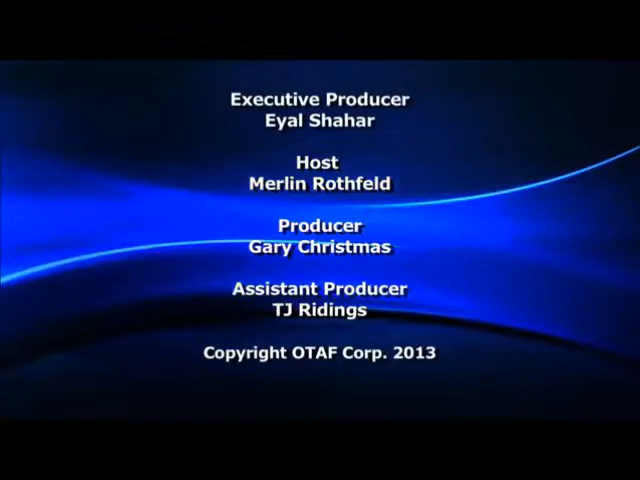 Executive Producer
Eyal Shahar
Host
Merlin Rothfeld
Producer
Gary Christmas
Assistant Producer
TJ Ridings
Copyright OTAF Corp. 2013